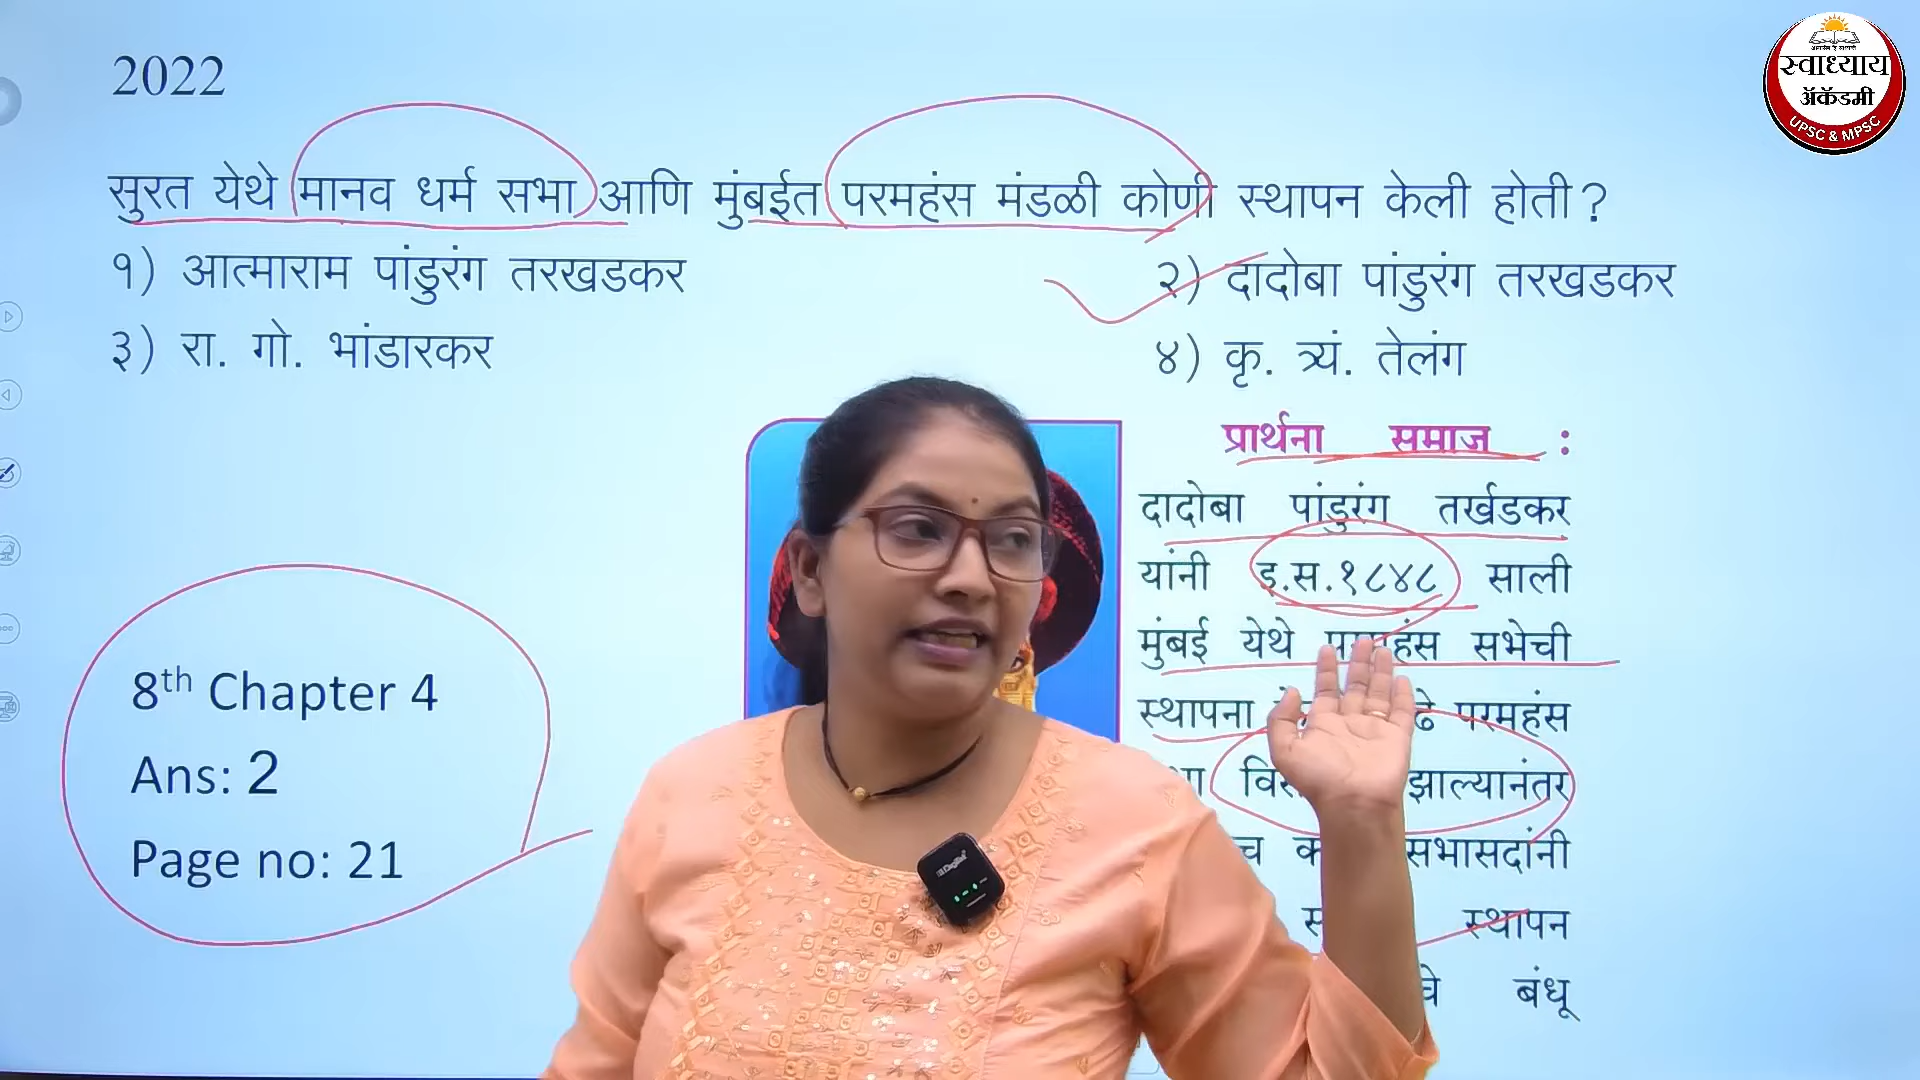 2022
सुरत येथे मानव धर्म सभा आणि मुंबईत परमहंस मंडळी कोणी स्थापन केली होती?
१) आत्माराम पांडुरंग तरखडकर
२) दादोबा पांडुरंग तरखडकर
३) रा. गो. भांडारकर
४) कृ. त्र्यं. तेलंग
प्रार्थना समाज :
दादोबा पांडुरंग तर्खडकर
यांनी इ.स.१८४८ साली
मुंबई येथे परमहंस सभेची
स्थापना परमहंस
झाल्यानंतर
सभासदांनी
स्थापन
बंधू
8th Chapter 4
Ans: 2
Page no: 21
स्वाध्याय
अ‍ॅकॅडमी
UPSC & MPSC